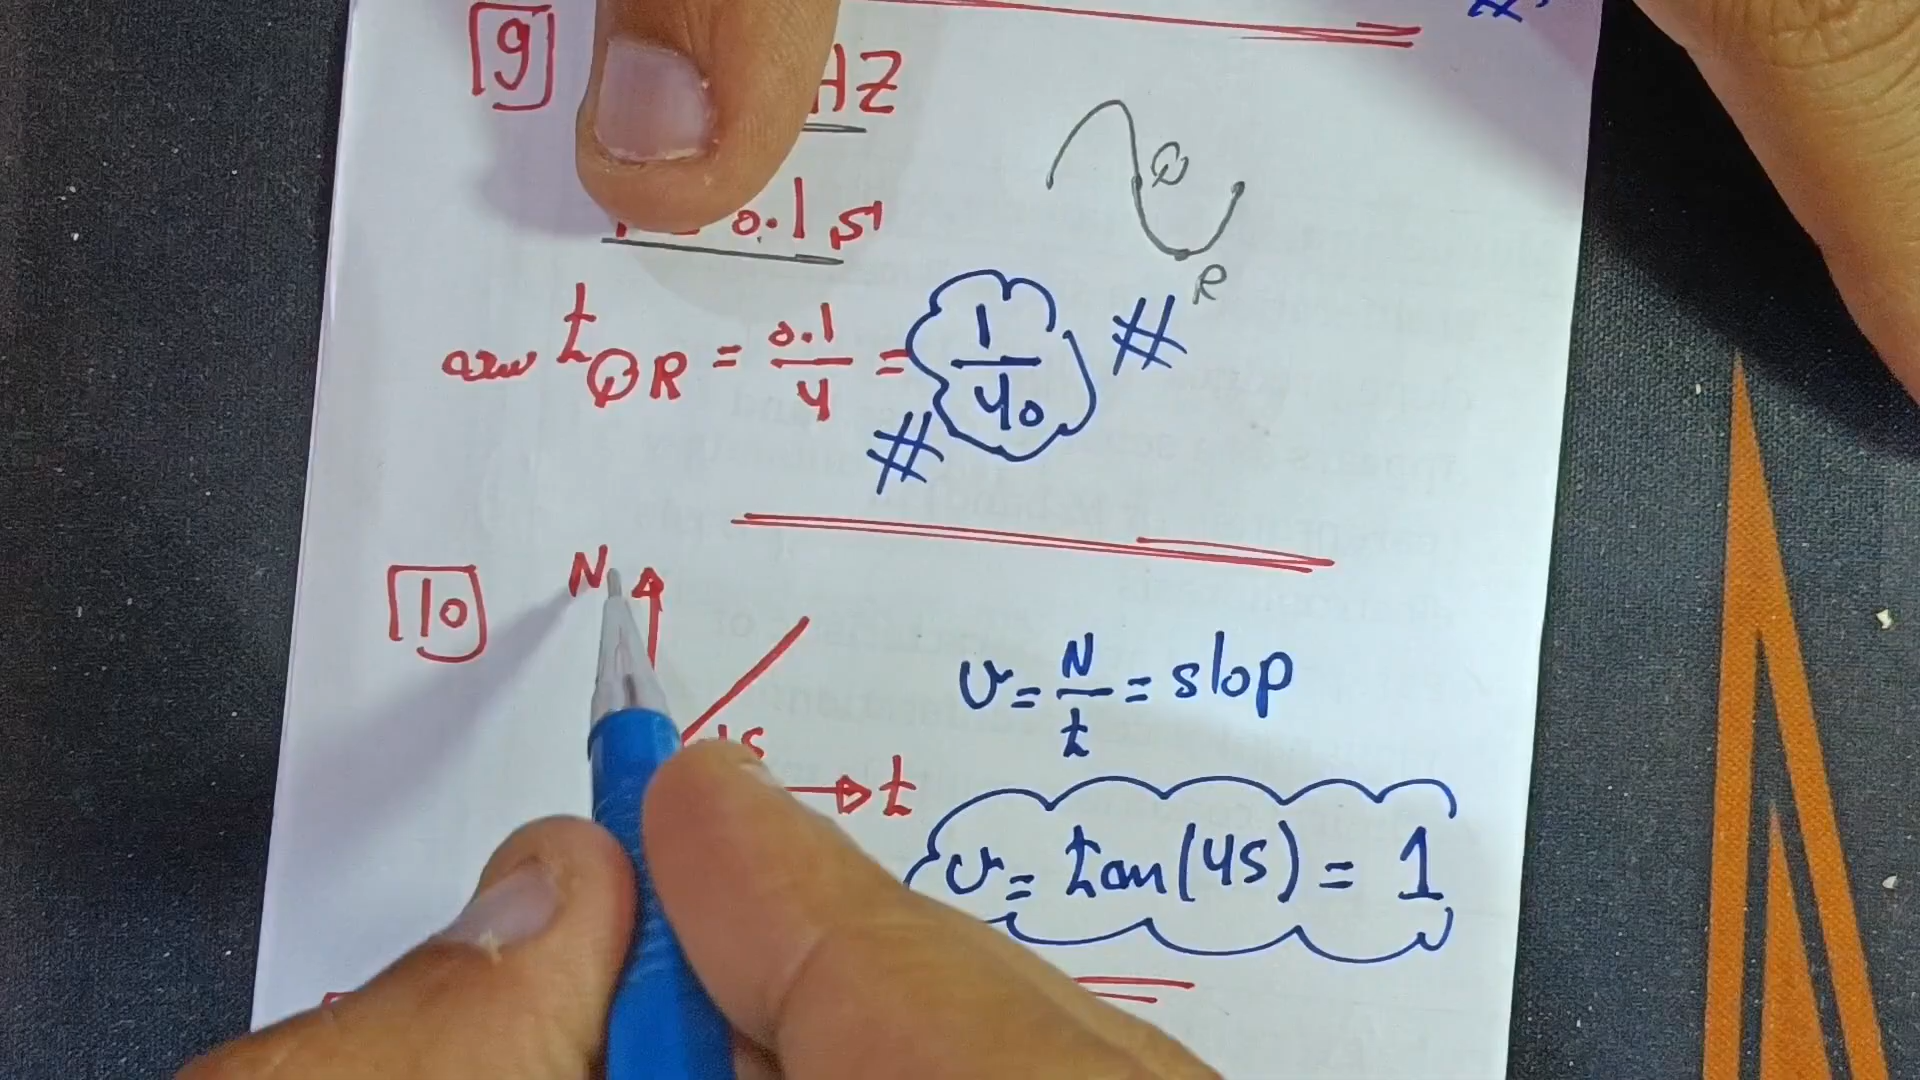 9
HZ
0.1 s
t QR = 0.1/4 = 1/40 #
#
Q
R
10
N
t
υ = N/t = slop
υ = tan(45) = 1